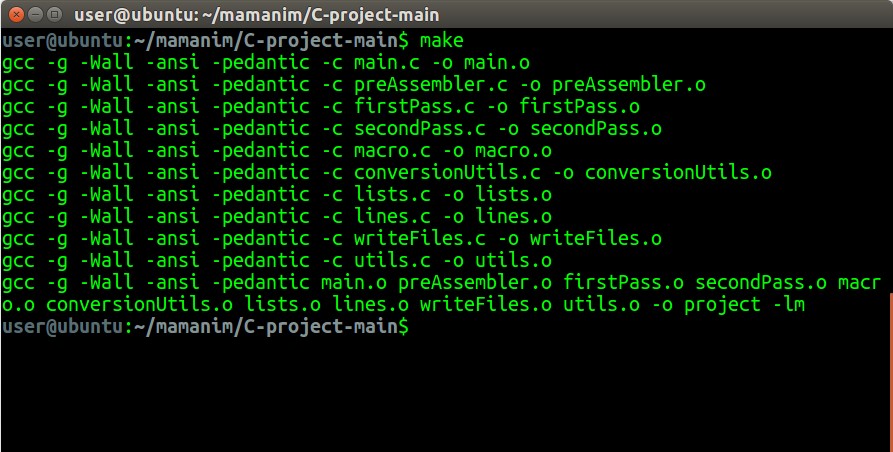 user@ubuntu: ~/mamanim/C-project-main
user@ubuntu:~/mamanim/C-project-main$ make
gcc -g -Wall -ansi -pedantic -c main.c -o main.o
gcc -g -Wall -ansi -pedantic -c preAssembler.c -o preAssembler.o
gcc -g -Wall -ansi -pedantic -c firstPass.c -o firstPass.o
gcc -g -Wall -ansi -pedantic -c secondPass.c -o secondPass.o
gcc -g -Wall -ansi -pedantic -c macro.c -o macro.o
gcc -g -Wall -ansi -pedantic -c conversionUtils.c -o conversionUtils.o
gcc -g -Wall -ansi -pedantic -c lists.c -o lists.o
gcc -g -Wall -ansi -pedantic -c lines.c -o lines.o
gcc -g -Wall -ansi -pedantic -c writeFiles.c -o writeFiles.o
gcc -g -Wall -ansi -pedantic -c utils.c -o utils.o
gcc -g -Wall -ansi -pedantic main.o preAssembler.o firstPass.o secondPass.o macr
o.o conversionUtils.o lists.o lines.o writeFiles.o utils.o -o project -lm
user@ubuntu:~/mamanim/C-project-main$